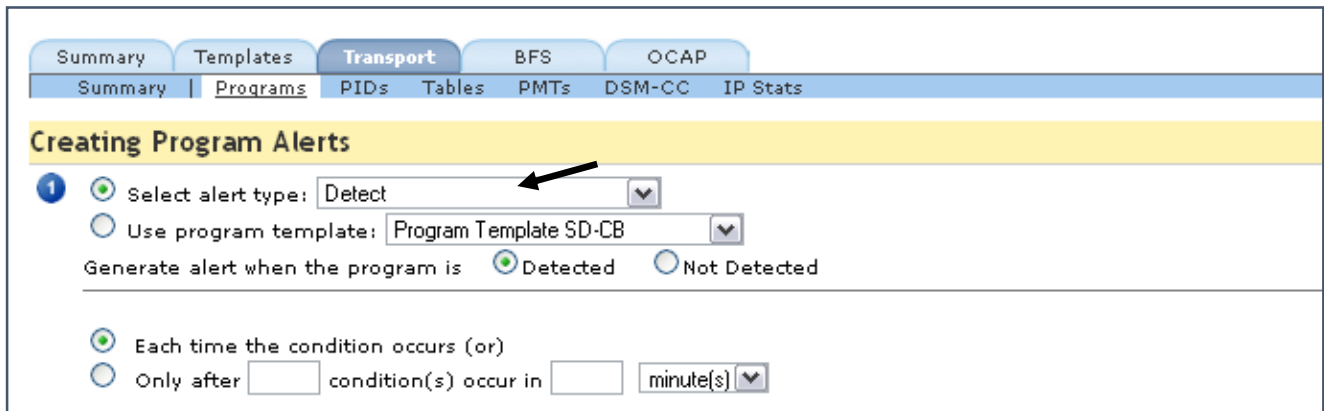 Summary Templates Transport BFS OCAP
Summary | Programs PIDs Tables PMTs DSM-CC IP Stats
Creating Program Alerts
1 Select alert type: Detect
Use program template: Program Template SD-CB
Generate alert when the program is Detected Not Detected
Each time the condition occurs (or)
Only after condition(s) occur in minute(s)